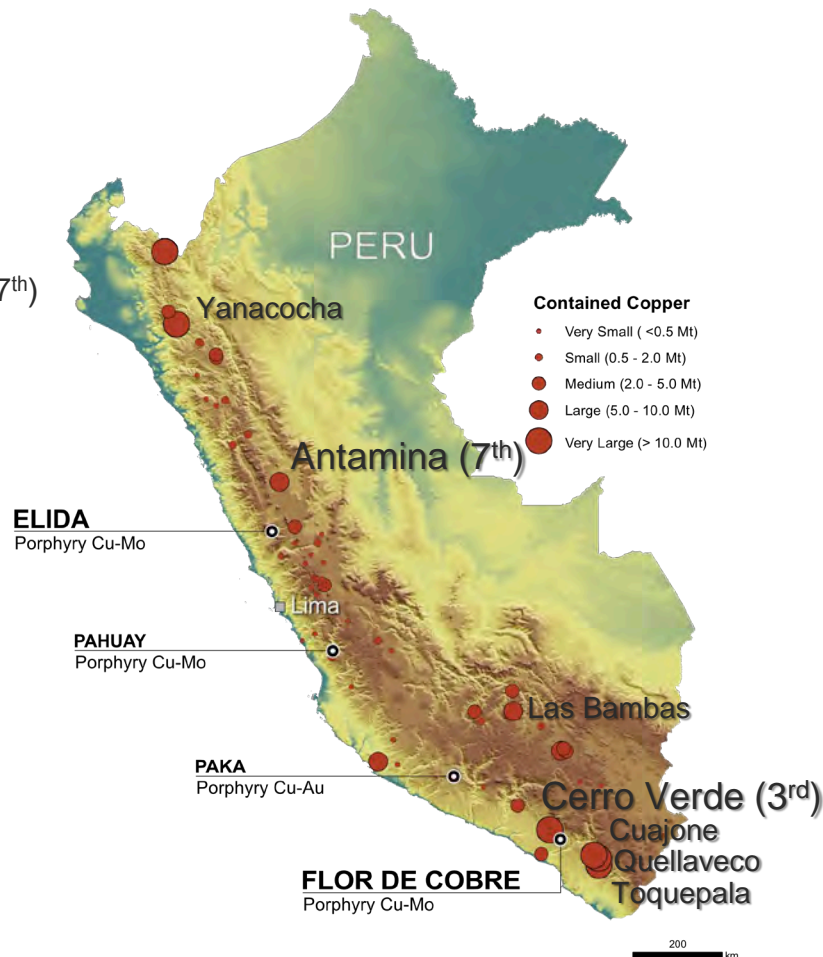 PERU
7th)
Yanacocha
Contained Copper
Very Small ( <0.5 Mt)
Small (0.5 - 2.0 Mt)
Medium (2.0 - 5.0 Mt)
Large (5.0 - 10.0 Mt)
Very Large (> 10.0 Mt)
Antamina (7th)
ELIDA
Porphyry Cu-Mo
Lima
PAHUAY
Porphyry Cu-Mo
Las Bambas
PAKA
Porphyry Cu-Au
Cerro Verde (3rd)
Cuajone
Quellaveco
Toquepala
FLOR DE COBRE
Porphyry Cu-Mo
200
km